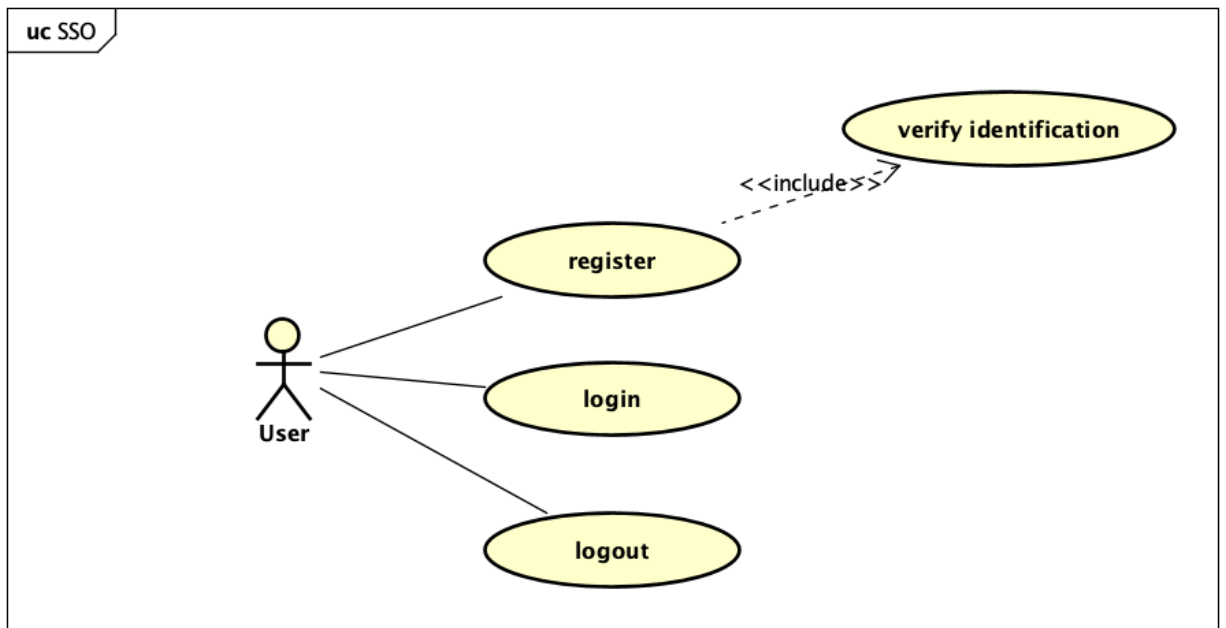 uc SSO
verify identification
<<include>>
register
login
User
logout